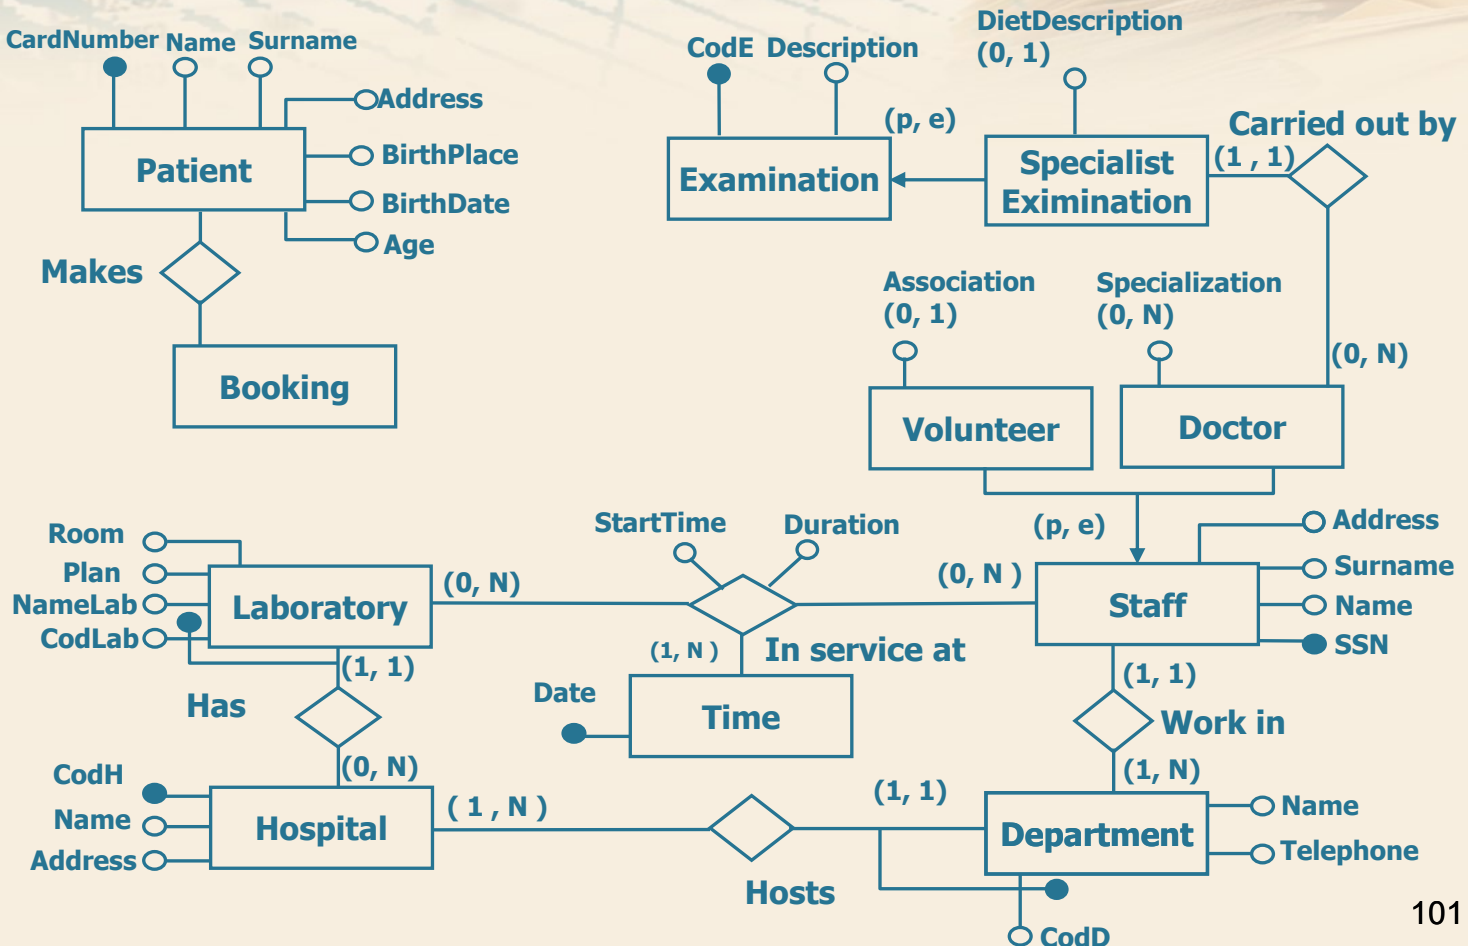 CardNumber Name Surname
Address
BirthPlace
BirthDate
Age
Patient
Makes
Booking
CodE Description
DietDescription
(0, 1)
(p, e)
Examination
Specialist
Eximination
Carried out by
(1 , 1)
(0, N)
Association
(0, 1)
Specialization
(0, N)
Volunteer
Doctor
(p, e)
Address
Surname
Name
SSN
Staff
Room
Plan
NameLab
CodLab
Laboratory
(0, N)
StartTime
Duration
(0, N )
(1, N )
In service at
Date
Time
(1, 1)
Has
(0, N)
(1, 1)
Work in
(1, N)
CodH
Name
Address
Hospital
( 1 , N )
(1, 1)
Hosts
Department
Name
Telephone
CodD
101